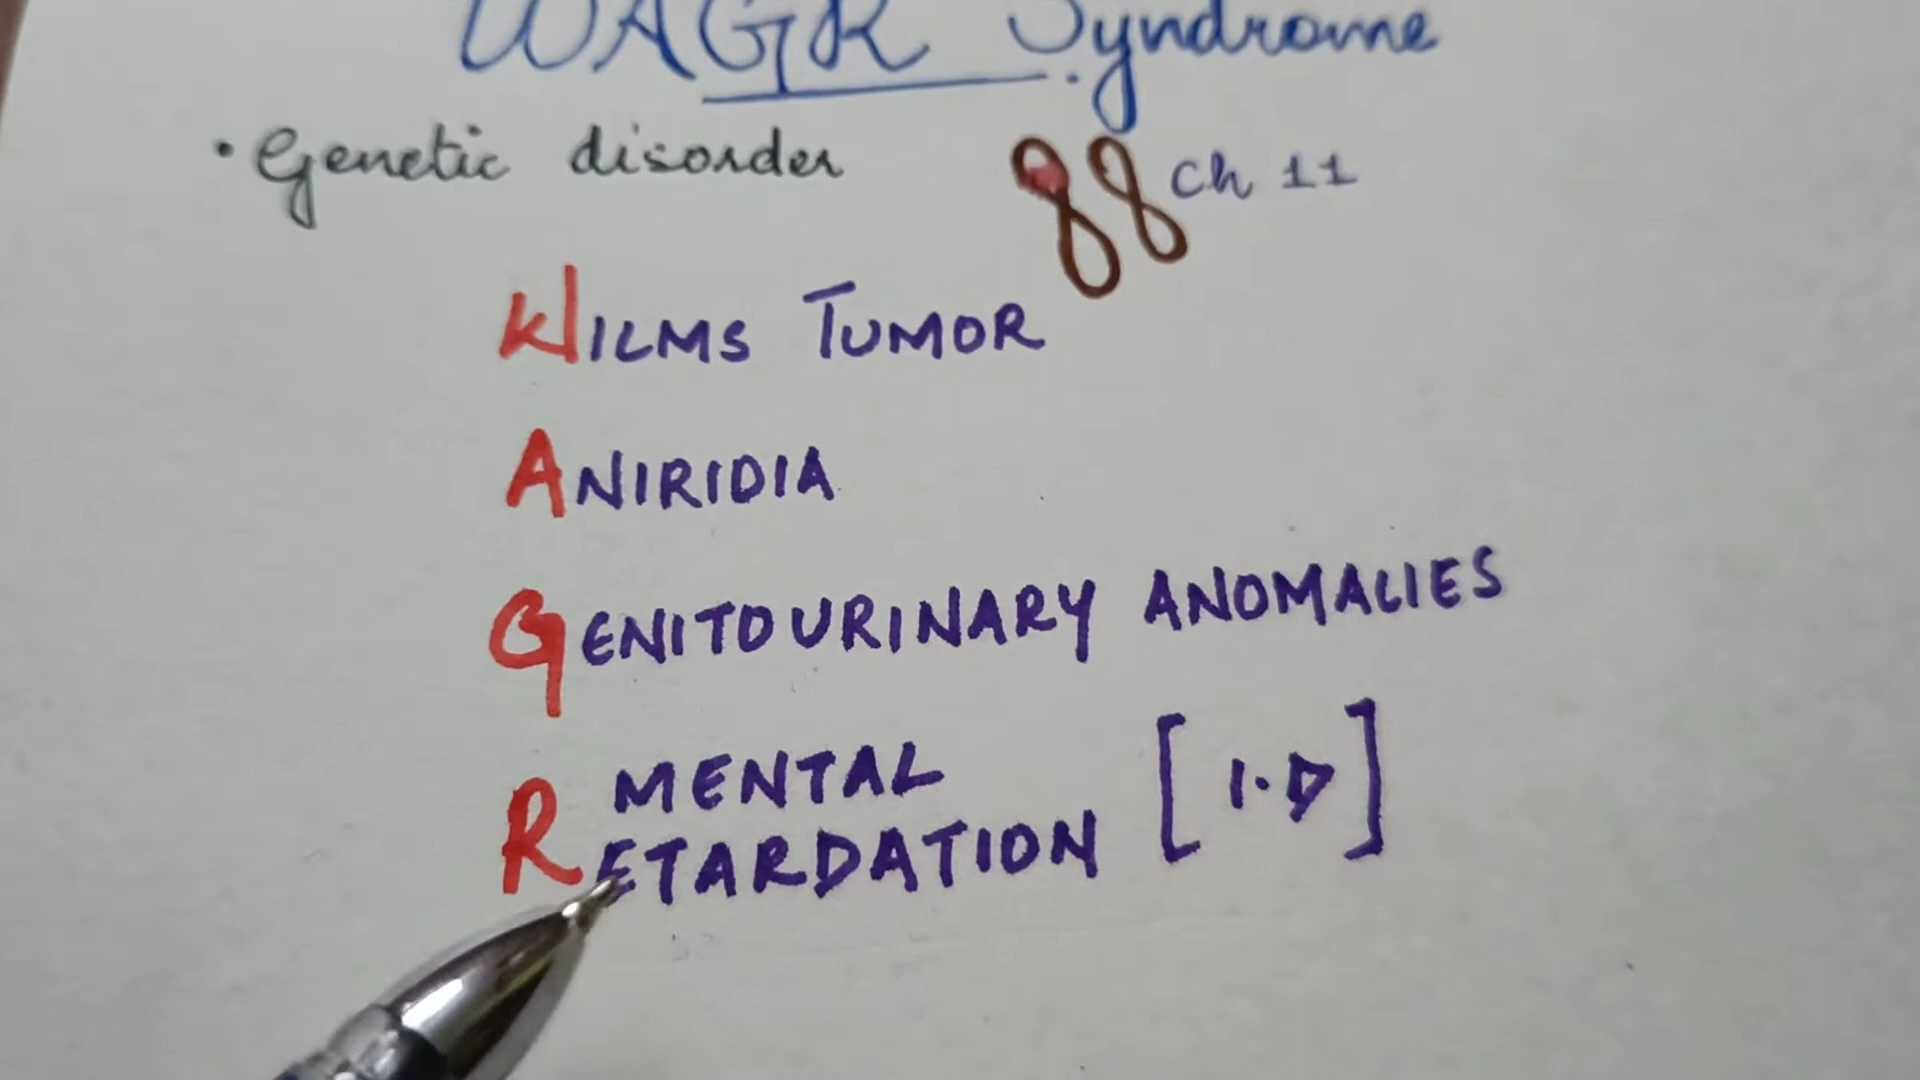 WAGR Syndrome
• Genetic disorder
Ch 11
WILMS TUMOR
ANIRIDIA
GENITOURINARY ANOMALIES
MENTAL
RETARDATION [I.D]